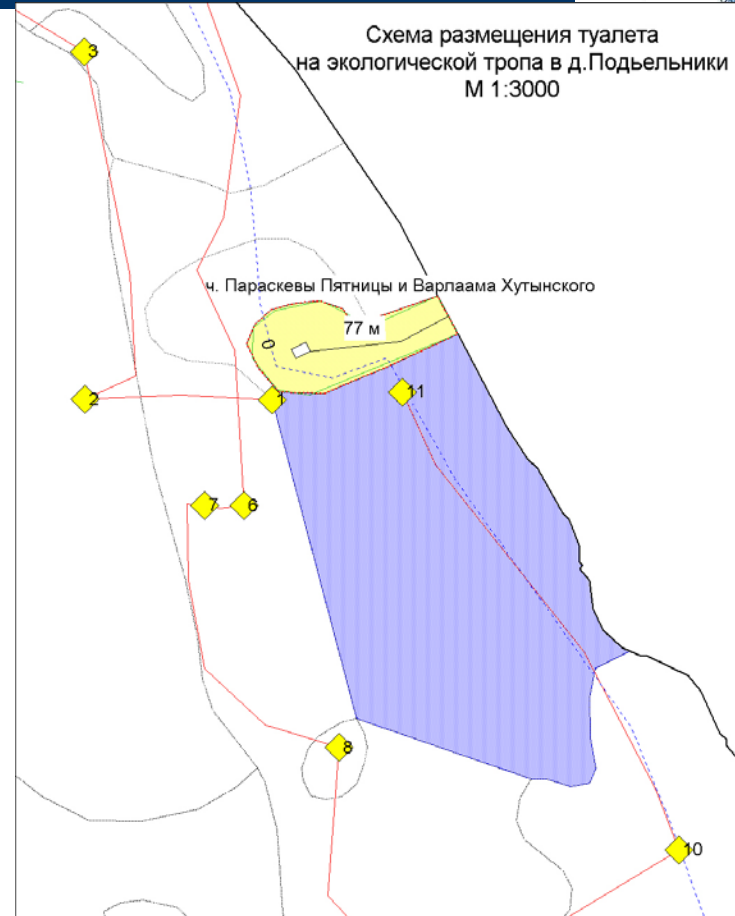 Схема размещения туалета
на экологической тропа в д.Подьельники
М 1:3000
3
ч. Параскевы Пятницы и Варлаама Хутынского
77 м
0
2
1
11
7
6
8
10